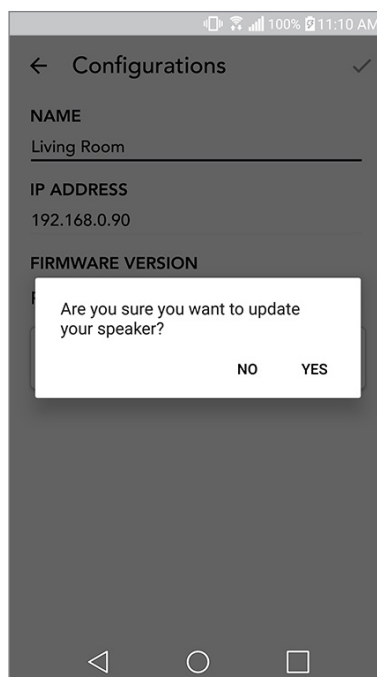 100% 11:10 AM
Configurations
NAME
Living Room
IP ADDRESS
192.168.0.90
FIRMWARE VERSION
Are you sure you want to update
your speaker?
NO YES